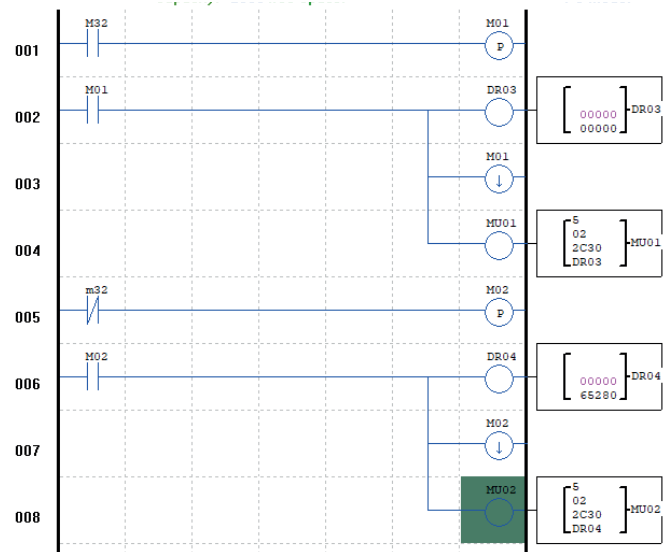 M32 M01
001 P
M01 DR03
002 00000 DR03
00000
M01
003 ↓
MU01 5
004 02 MU01
2C30
DR03
m32 M02
005 P
M02 DR04
006 00000 DR04
65280
M02
007 ↓
MU02 5
008 02 MU02
2C30
DR04